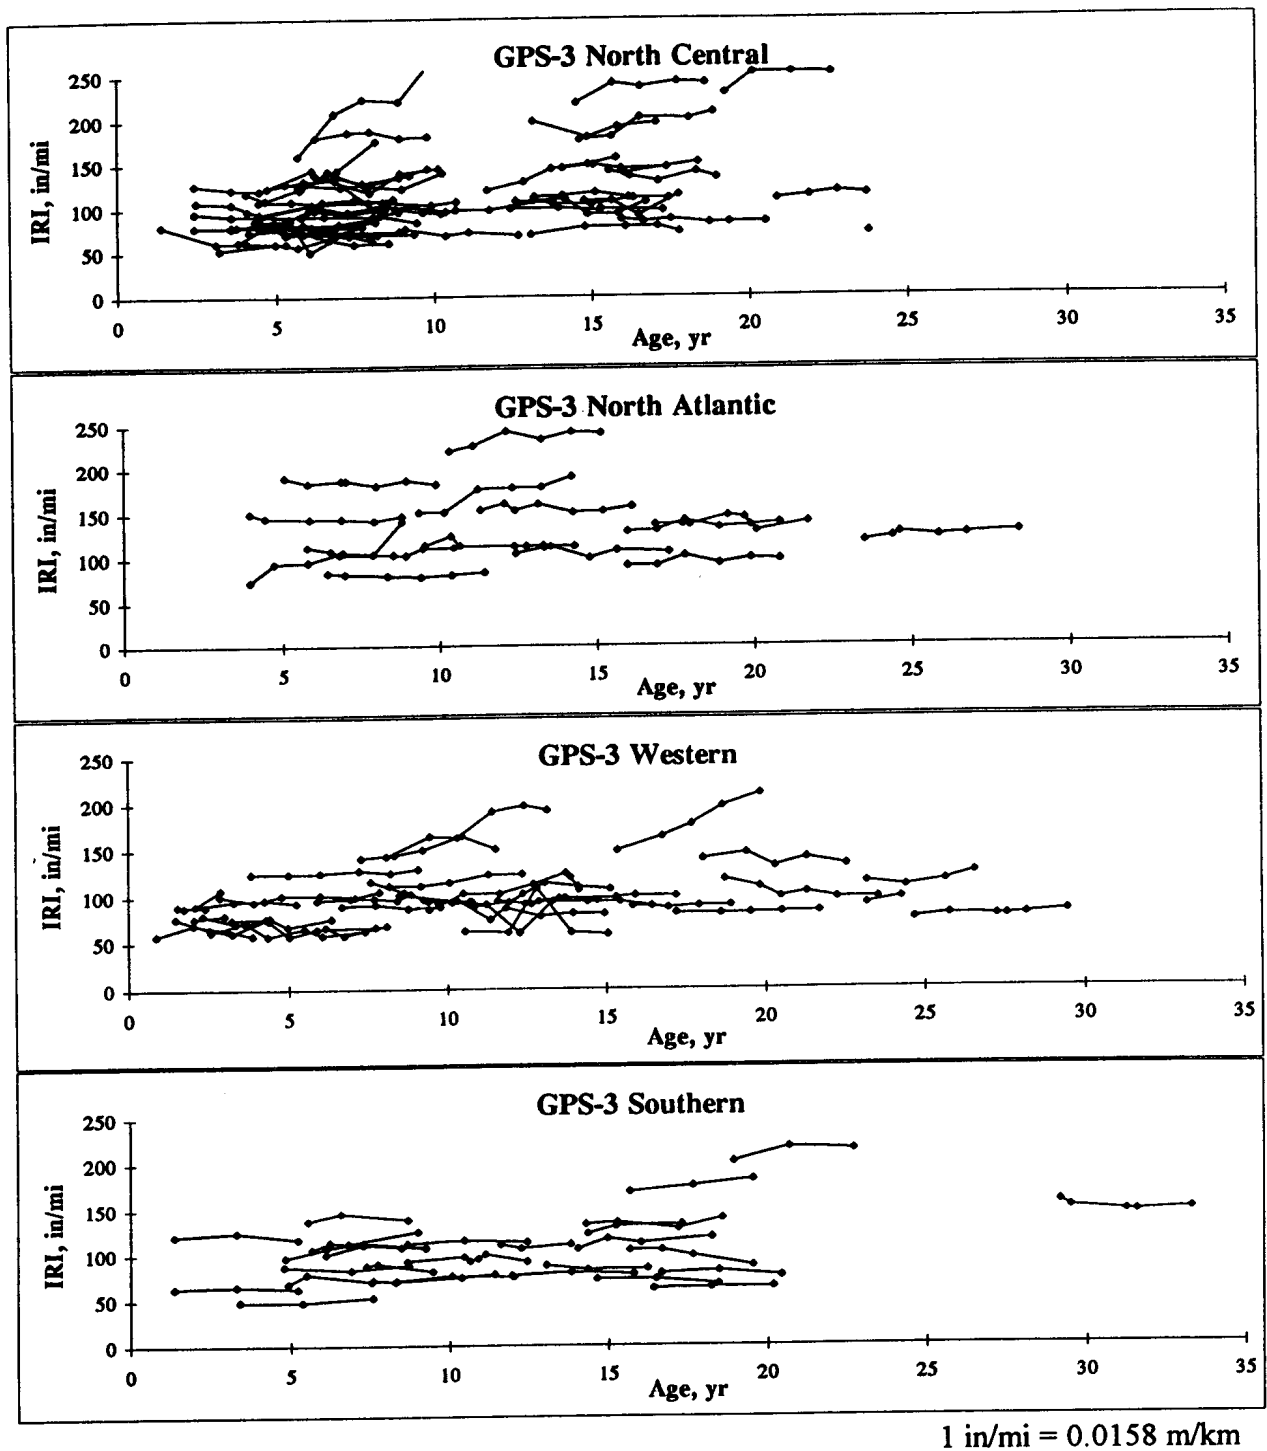 GPS-3 North Central
250
200
150
100
50
0
IRI, in/mi
0 5 10 15 20 25 30 35
Age, yr
GPS-3 North Atlantic
250
200
150
100
50
0
IRI, in/mi
0 5 10 15 20 25 30 35
Age, yr
GPS-3 Western
250
200
150
100
50
0
IRI, in/mi
0 5 10 15 20 25 30 35
Age, yr
GPS-3 Southern
250
200
150
100
50
0
IRI, in/mi
0 5 10 15 20 25 30 35
Age, yr
1 in/mi = 0.0158 m/km